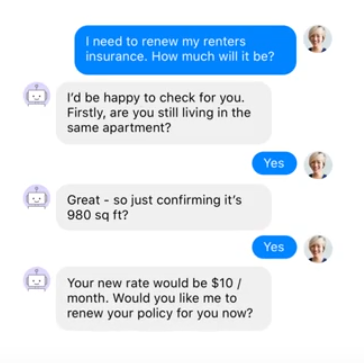 I need to renew my renters
insurance. How much will it be?
I'd be happy to check for you.
Firstly, are you still living in the
same apartment?
Yes
Great - so just confirming it's
980 sq ft?
Yes
Your new rate would be $10 /
month. Would you like me to
renew your policy for you now?